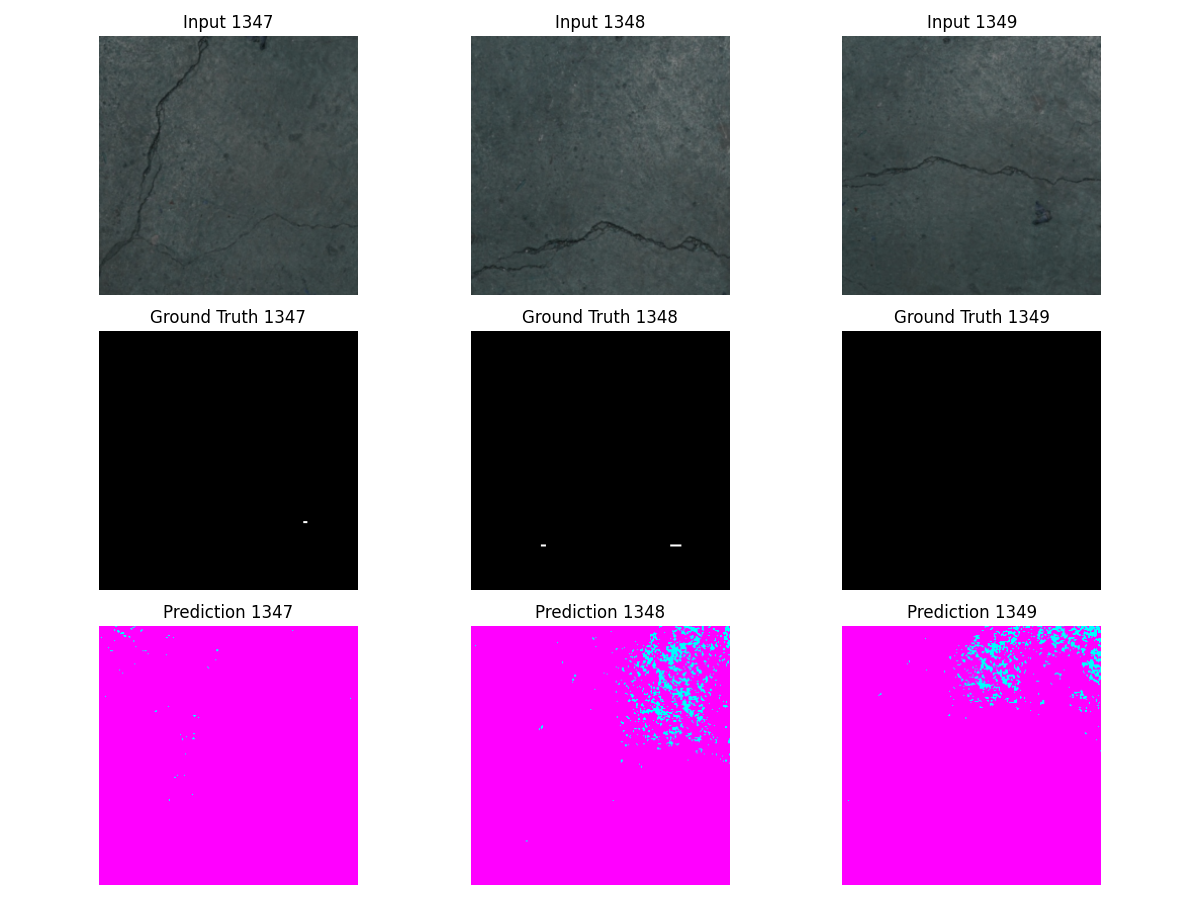 Input 1347
Input 1348
Input 1349
Ground Truth 1347
Ground Truth 1348
Ground Truth 1349
Prediction 1347
Prediction 1348
Prediction 1349